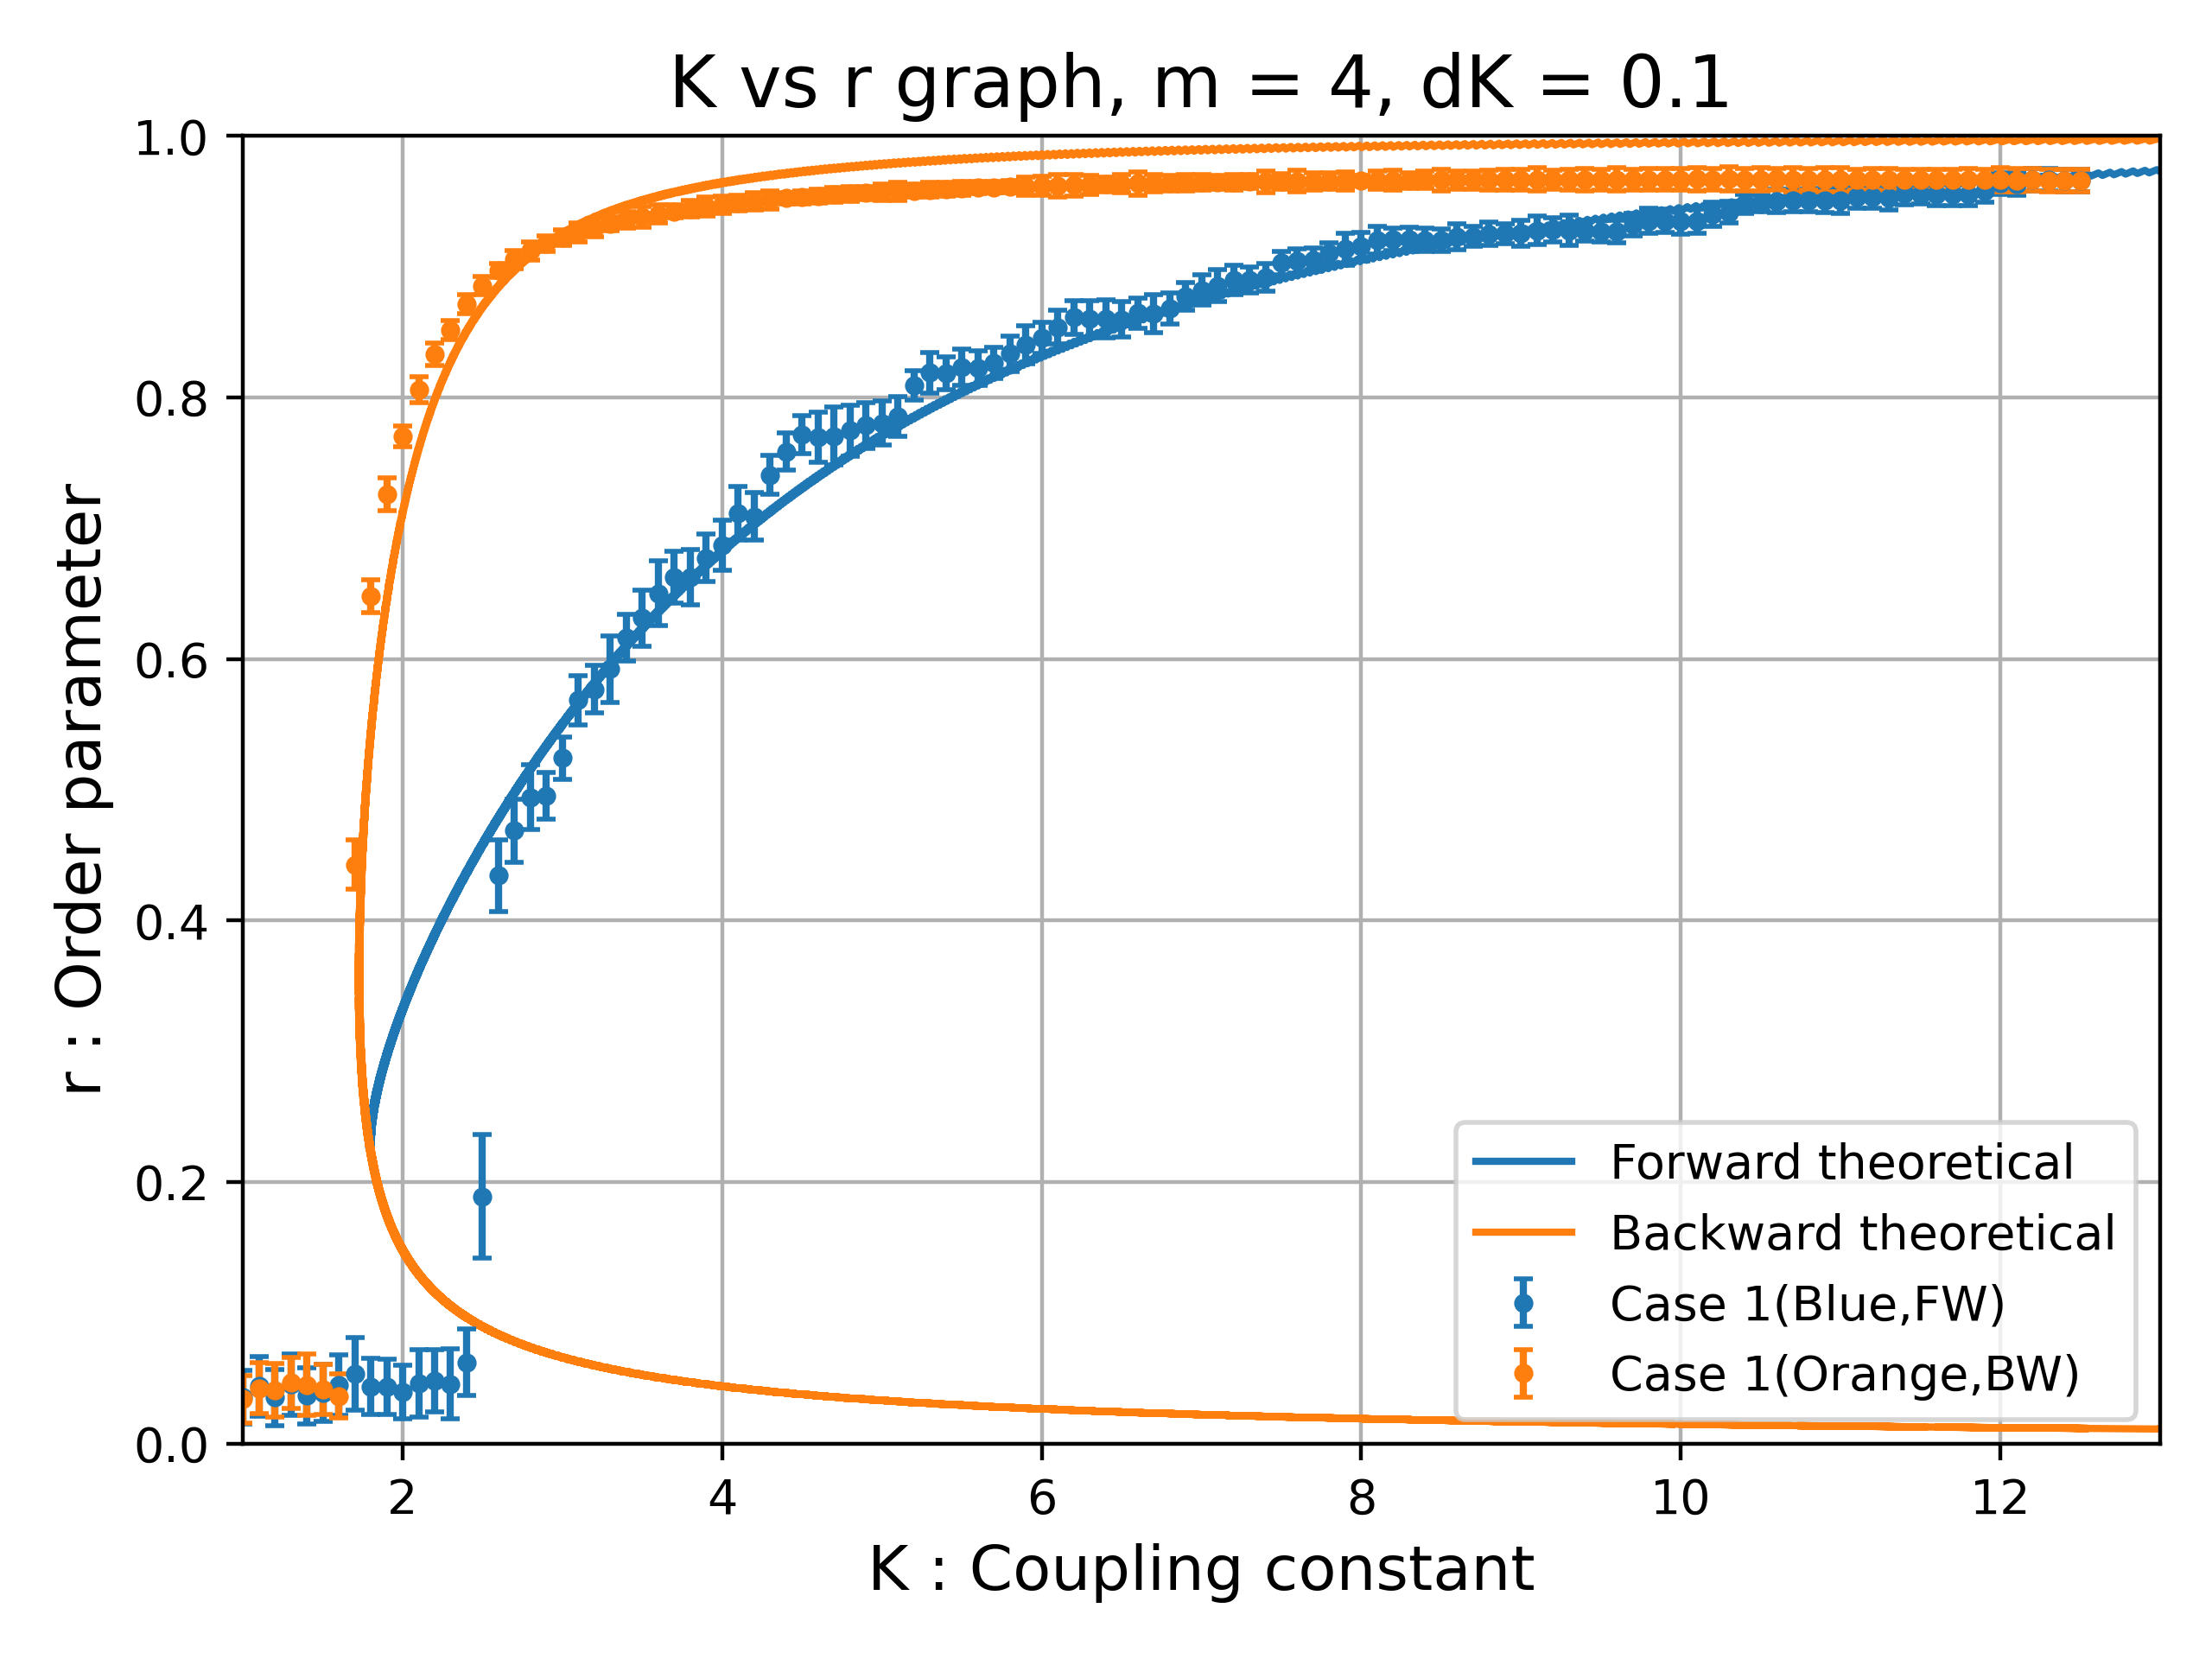 K vs r graph, m = 4, dK = 0.1
1.0
0.8
0.6
0.4
0.2
0.0
r : Order parameter
Forward theoretical
Backward theoretical
Case 1(Blue,FW)
Case 1(Orange,BW)
2 4 6 8 10 12
K : Coupling constant